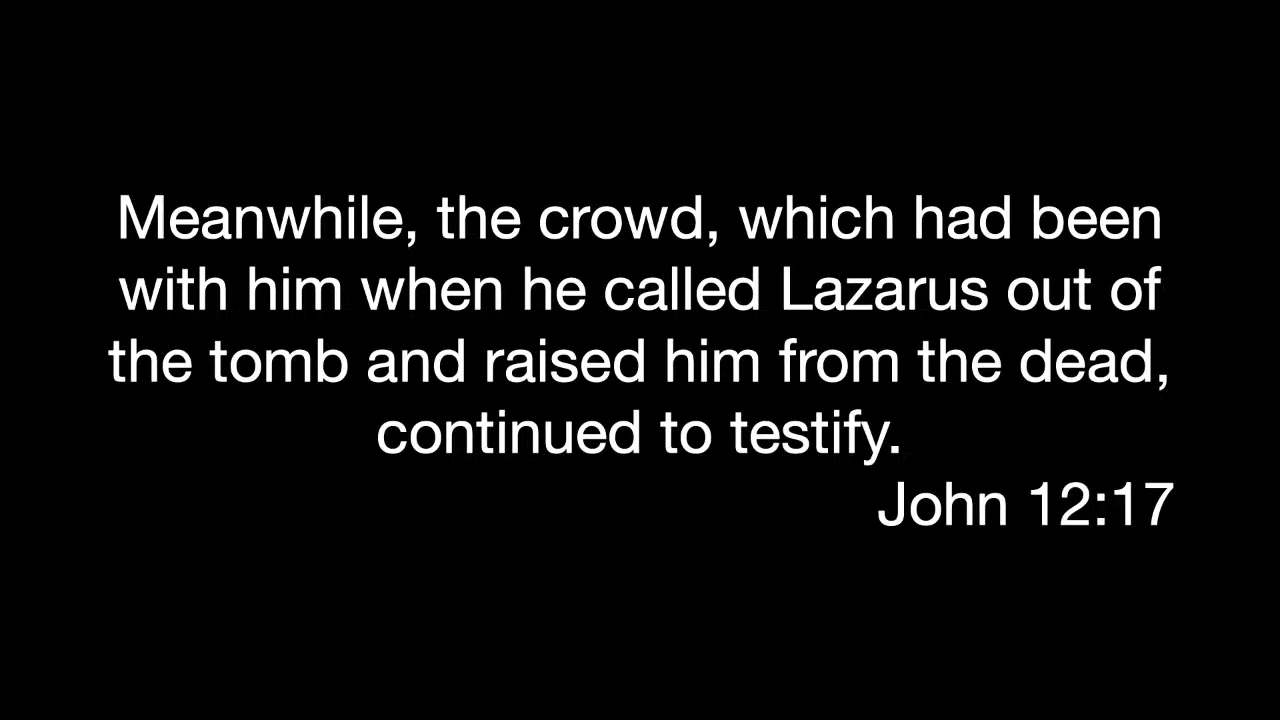 Meanwhile, the crowd, which had been
with him when he called Lazarus out of
the tomb and raised him from the dead,
continued to testify.
John 12:17